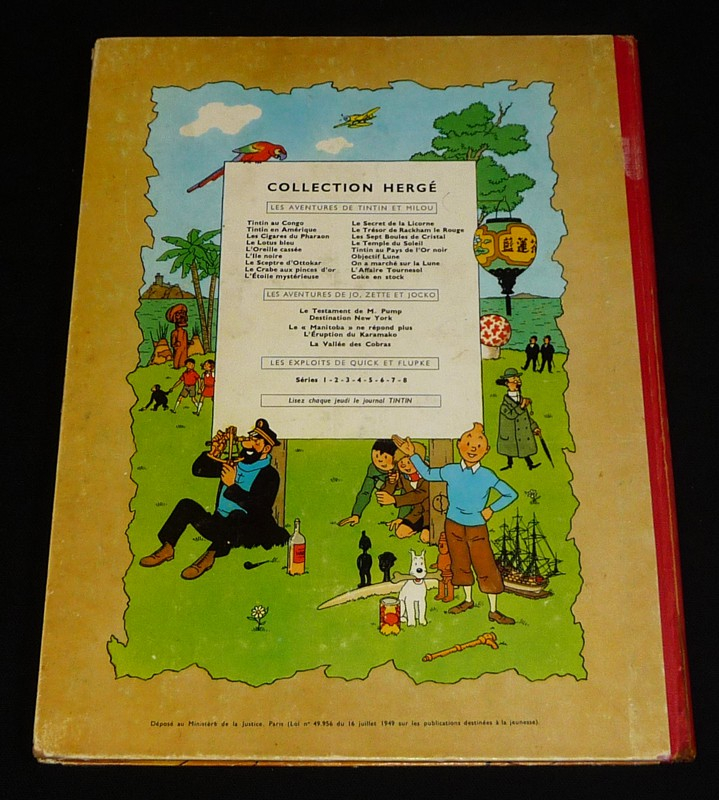 COLLECTION HERGÉ
LES AVENTURES DE TINTIN ET MILOU
Tintin au Congo
Tintin en Amérique
Les Cigares du Pharaon
Le Lotus bleu
L'Oreille cassée
L'Ile noire
Le Sceptre d'Ottokar
Le Crabe aux pinces d'or
L'Étoile mystérieuse
Le Secret de la Licorne
Le Trésor de Rackham le Rouge
Les Sept Boules de Cristal
Le Temple du Soleil
Tintin au Pays de l'Or noir
Objectif Lune
On a marché sur la Lune
L'Affaire Tournesol
Coke en stock
LES AVENTURES DE JO, ZETTE ET JOCKO
Le Testament de M. Pump
Destination New York
Le « Manitoba » ne répond plus
L'Éruption du Karamako
La Vallée des Cobras
LES EXPLOITS DE QUICK ET FLUPKE
Séries 1 - 2 - 3 - 4 - 5 - 6 - 7 - 8
Lisez chaque jeudi le journal TINTIN
Déposé au Ministère de la Justice, Paris (Loi n° 49.956 du 16 juillet 1949 sur les publications destinées à la jeunesse).